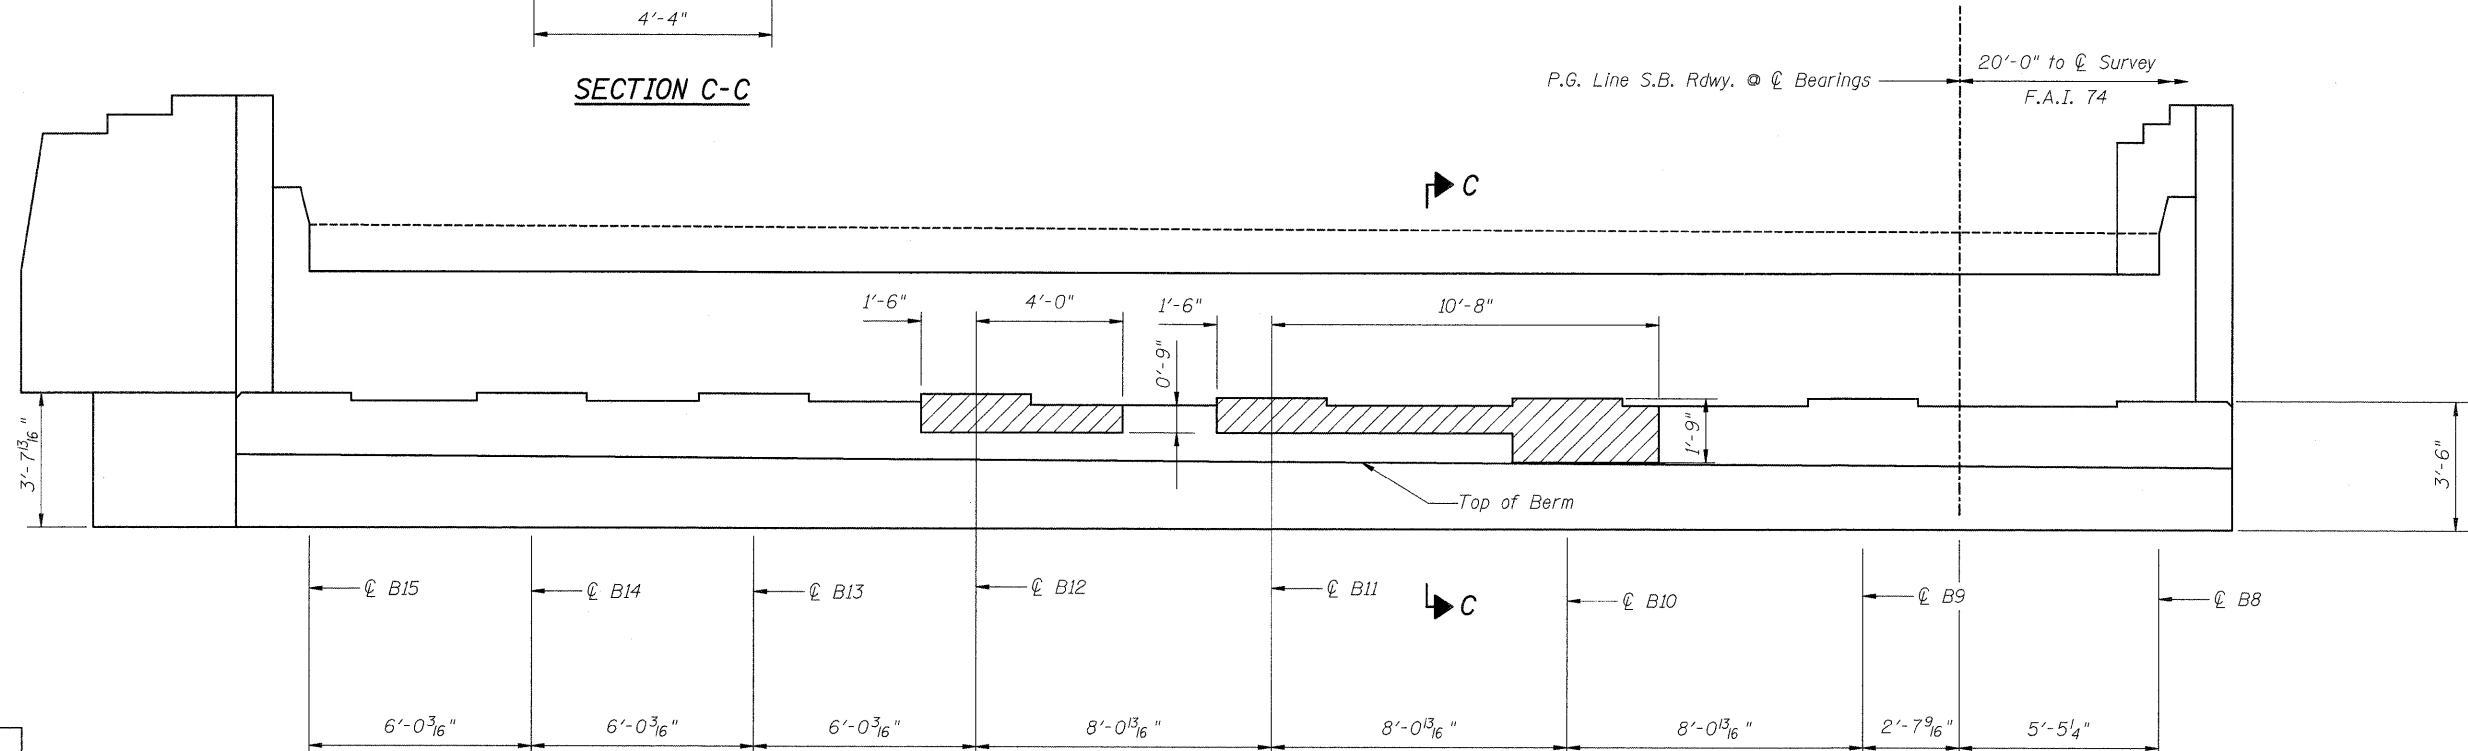 4'-4"
SECTION C-C
P.G. Line S.B. Rdwy. @ ℄ Bearings
20'-0" to ℄ Survey
F.A.I. 74
C
1'-6"
4'-0"
1'-6"
10'-8"
0'-9"
3'-7 13/16"
1'-9"
3'-6"
Top of Berm
℄ B15
℄ B14
℄ B13
℄ B12
℄ B11
C
℄ B10
℄ B9
℄ B8
6'-0 3/16"
6'-0 3/16"
6'-0 3/16"
8'-0 13/16"
8'-0 13/16"
8'-0 13/16"
2'-7 9/16"
5'-5 1/4"